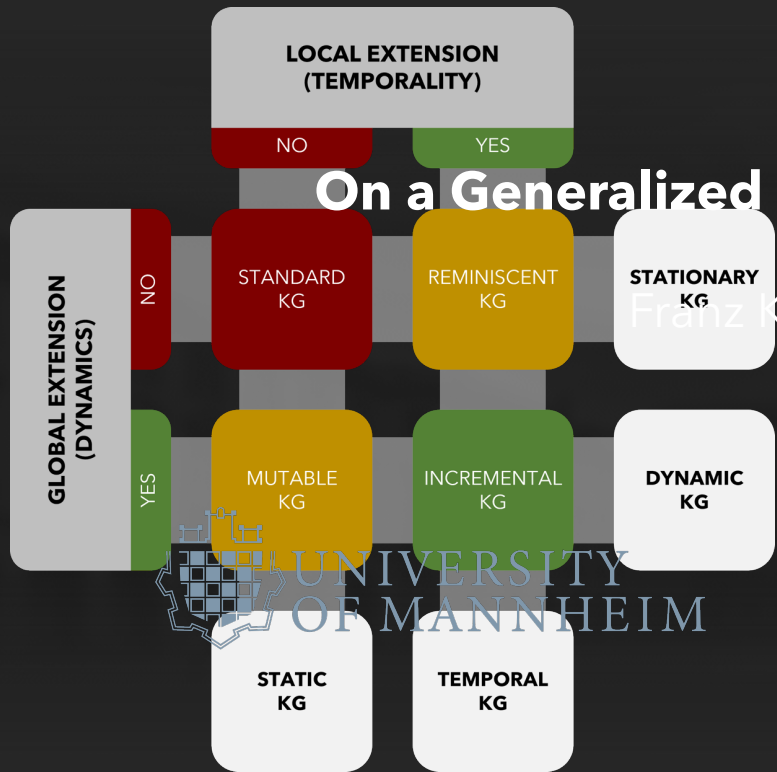 LOCAL EXTENSION
(TEMPORALITY)
NO
YES
On a Generalized
GLOBAL EXTENSION
(DYNAMICS)
NO
STANDARD
KG
REMINISCENT
KG
STATIONARY
KG
Franz K
YES
MUTABLE
KG
INCREMENTAL
KG
DYNAMIC
KG
UNIVERSITY
OF MANNHEIM
STATIC
KG
TEMPORAL
KG